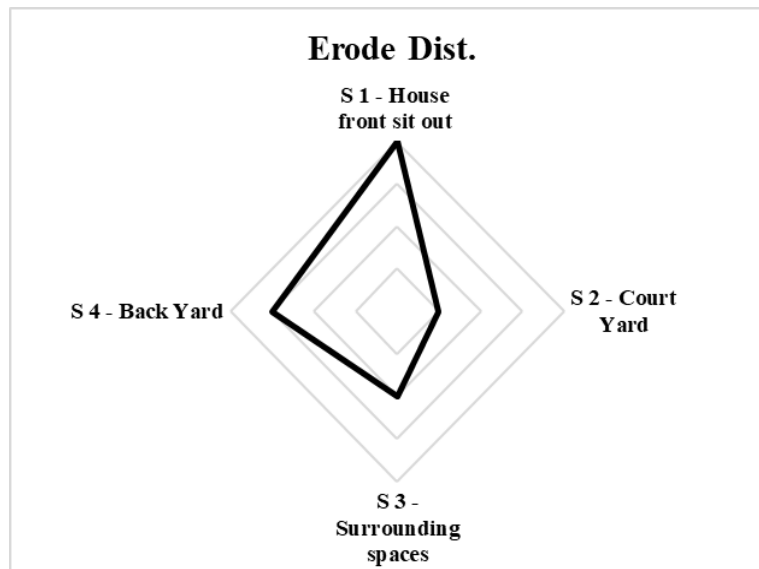 Erode Dist.
S 1 - House
front sit out
S 4 - Back Yard
S 2 - Court
Yard
S 3 -
Surrounding
spaces